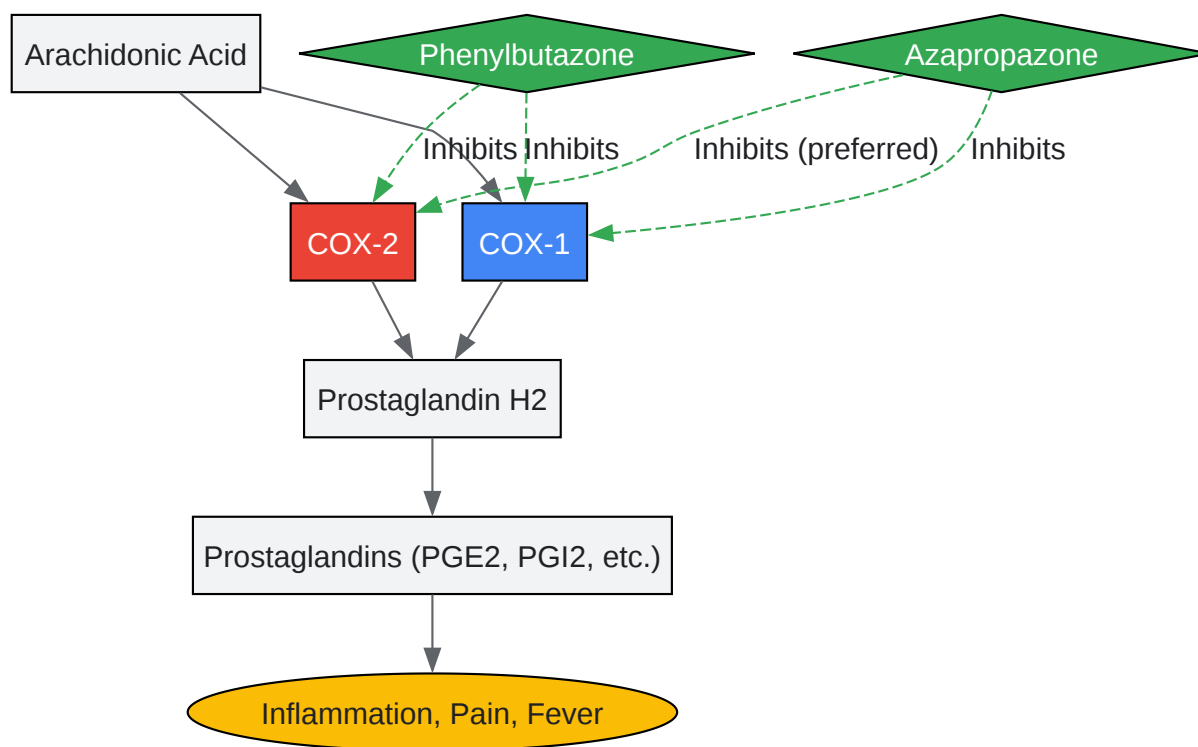 Arachidonic Acid
Phenylbutazone
Azapropazone
Inhibits
Inhibits
Inhibits (preferred)
Inhibits
COX-2
COX-1
Prostaglandin H2
Prostaglandins (PGE2, PGI2, etc.)
Inflammation, Pain, Fever